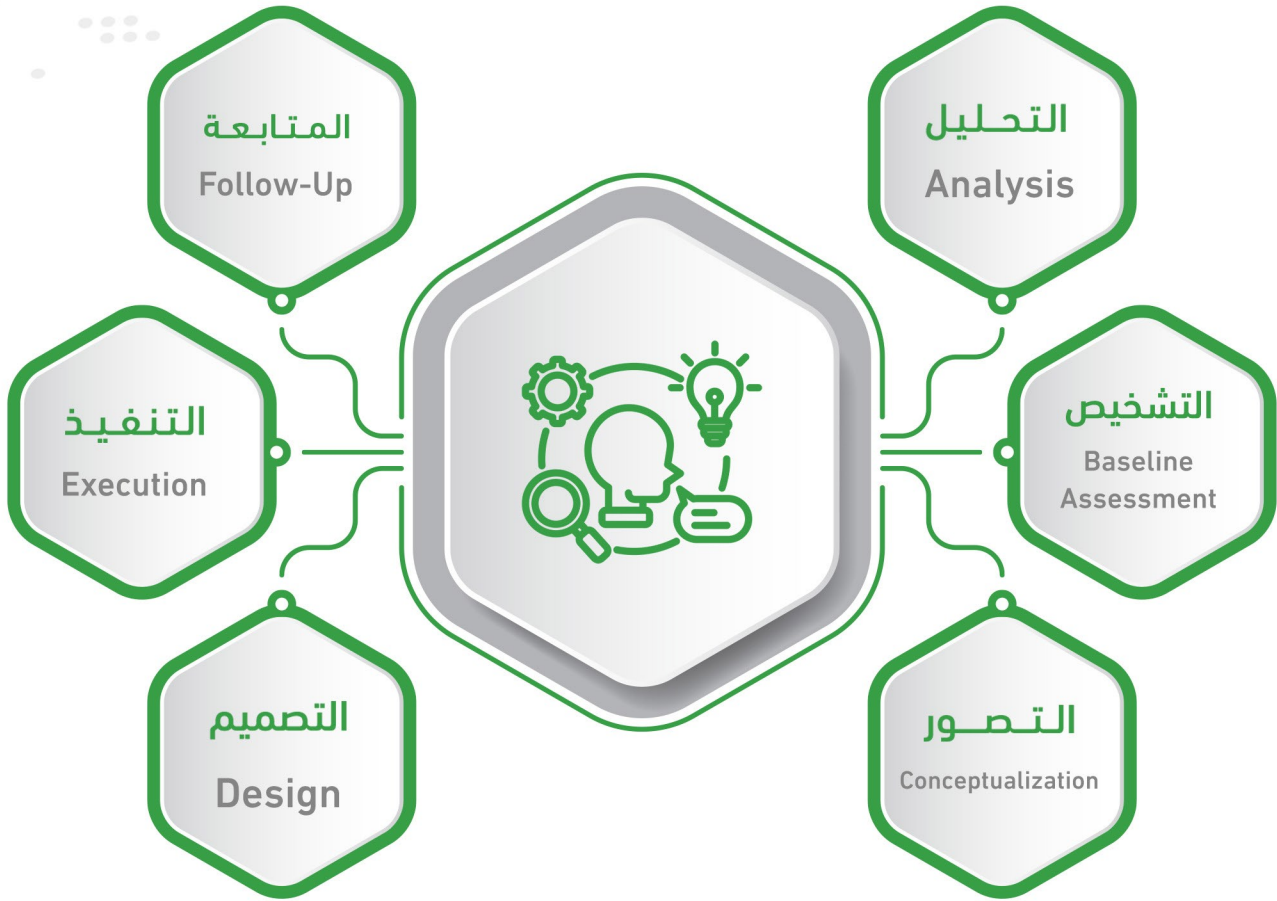 التحليل
Analysis
التشخيص
Baseline
Assessment
التصور
Conceptualization
التصميم
Design
التنفيذ
Execution
المتابعة
Follow-Up